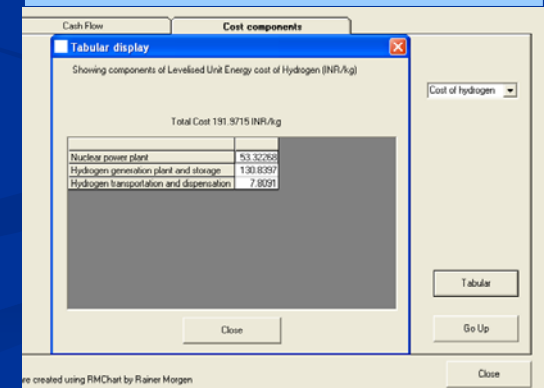 Cash Flow
Cost components
Tabular display
Showing components of Levelised Unit Energy cost of Hydrogen (INR/kg)
Cost of hydrogen
Total Cost 191.9715 INR/kg
Nuclear power plant 53.32268
Hydrogen generation plant and storage 130.8397
Hydrogen transportation and dispensation 7.8091
Tabular
Close
Go Up
Close
are created using RMChart by Rainer Morgen